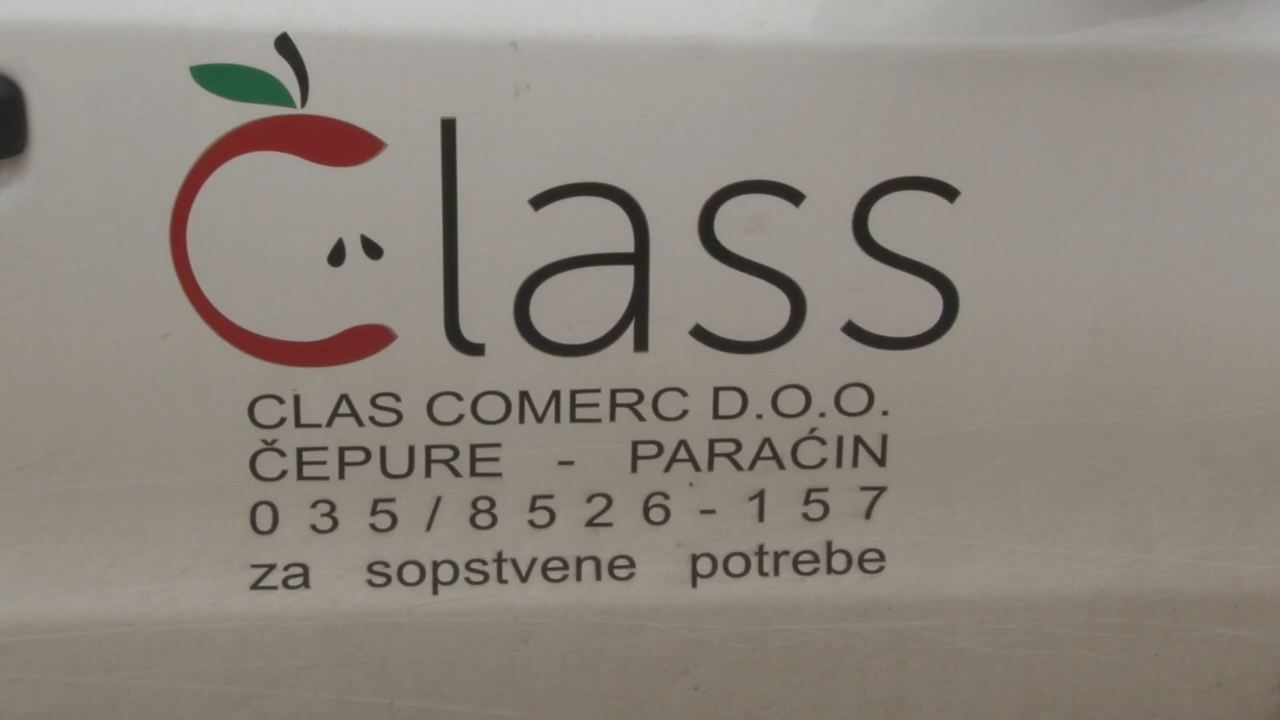 Class
CLAS COMERC D.O.O.
ČEPURE - PARAĆIN
035/8526-157
za sopstvene potrebe